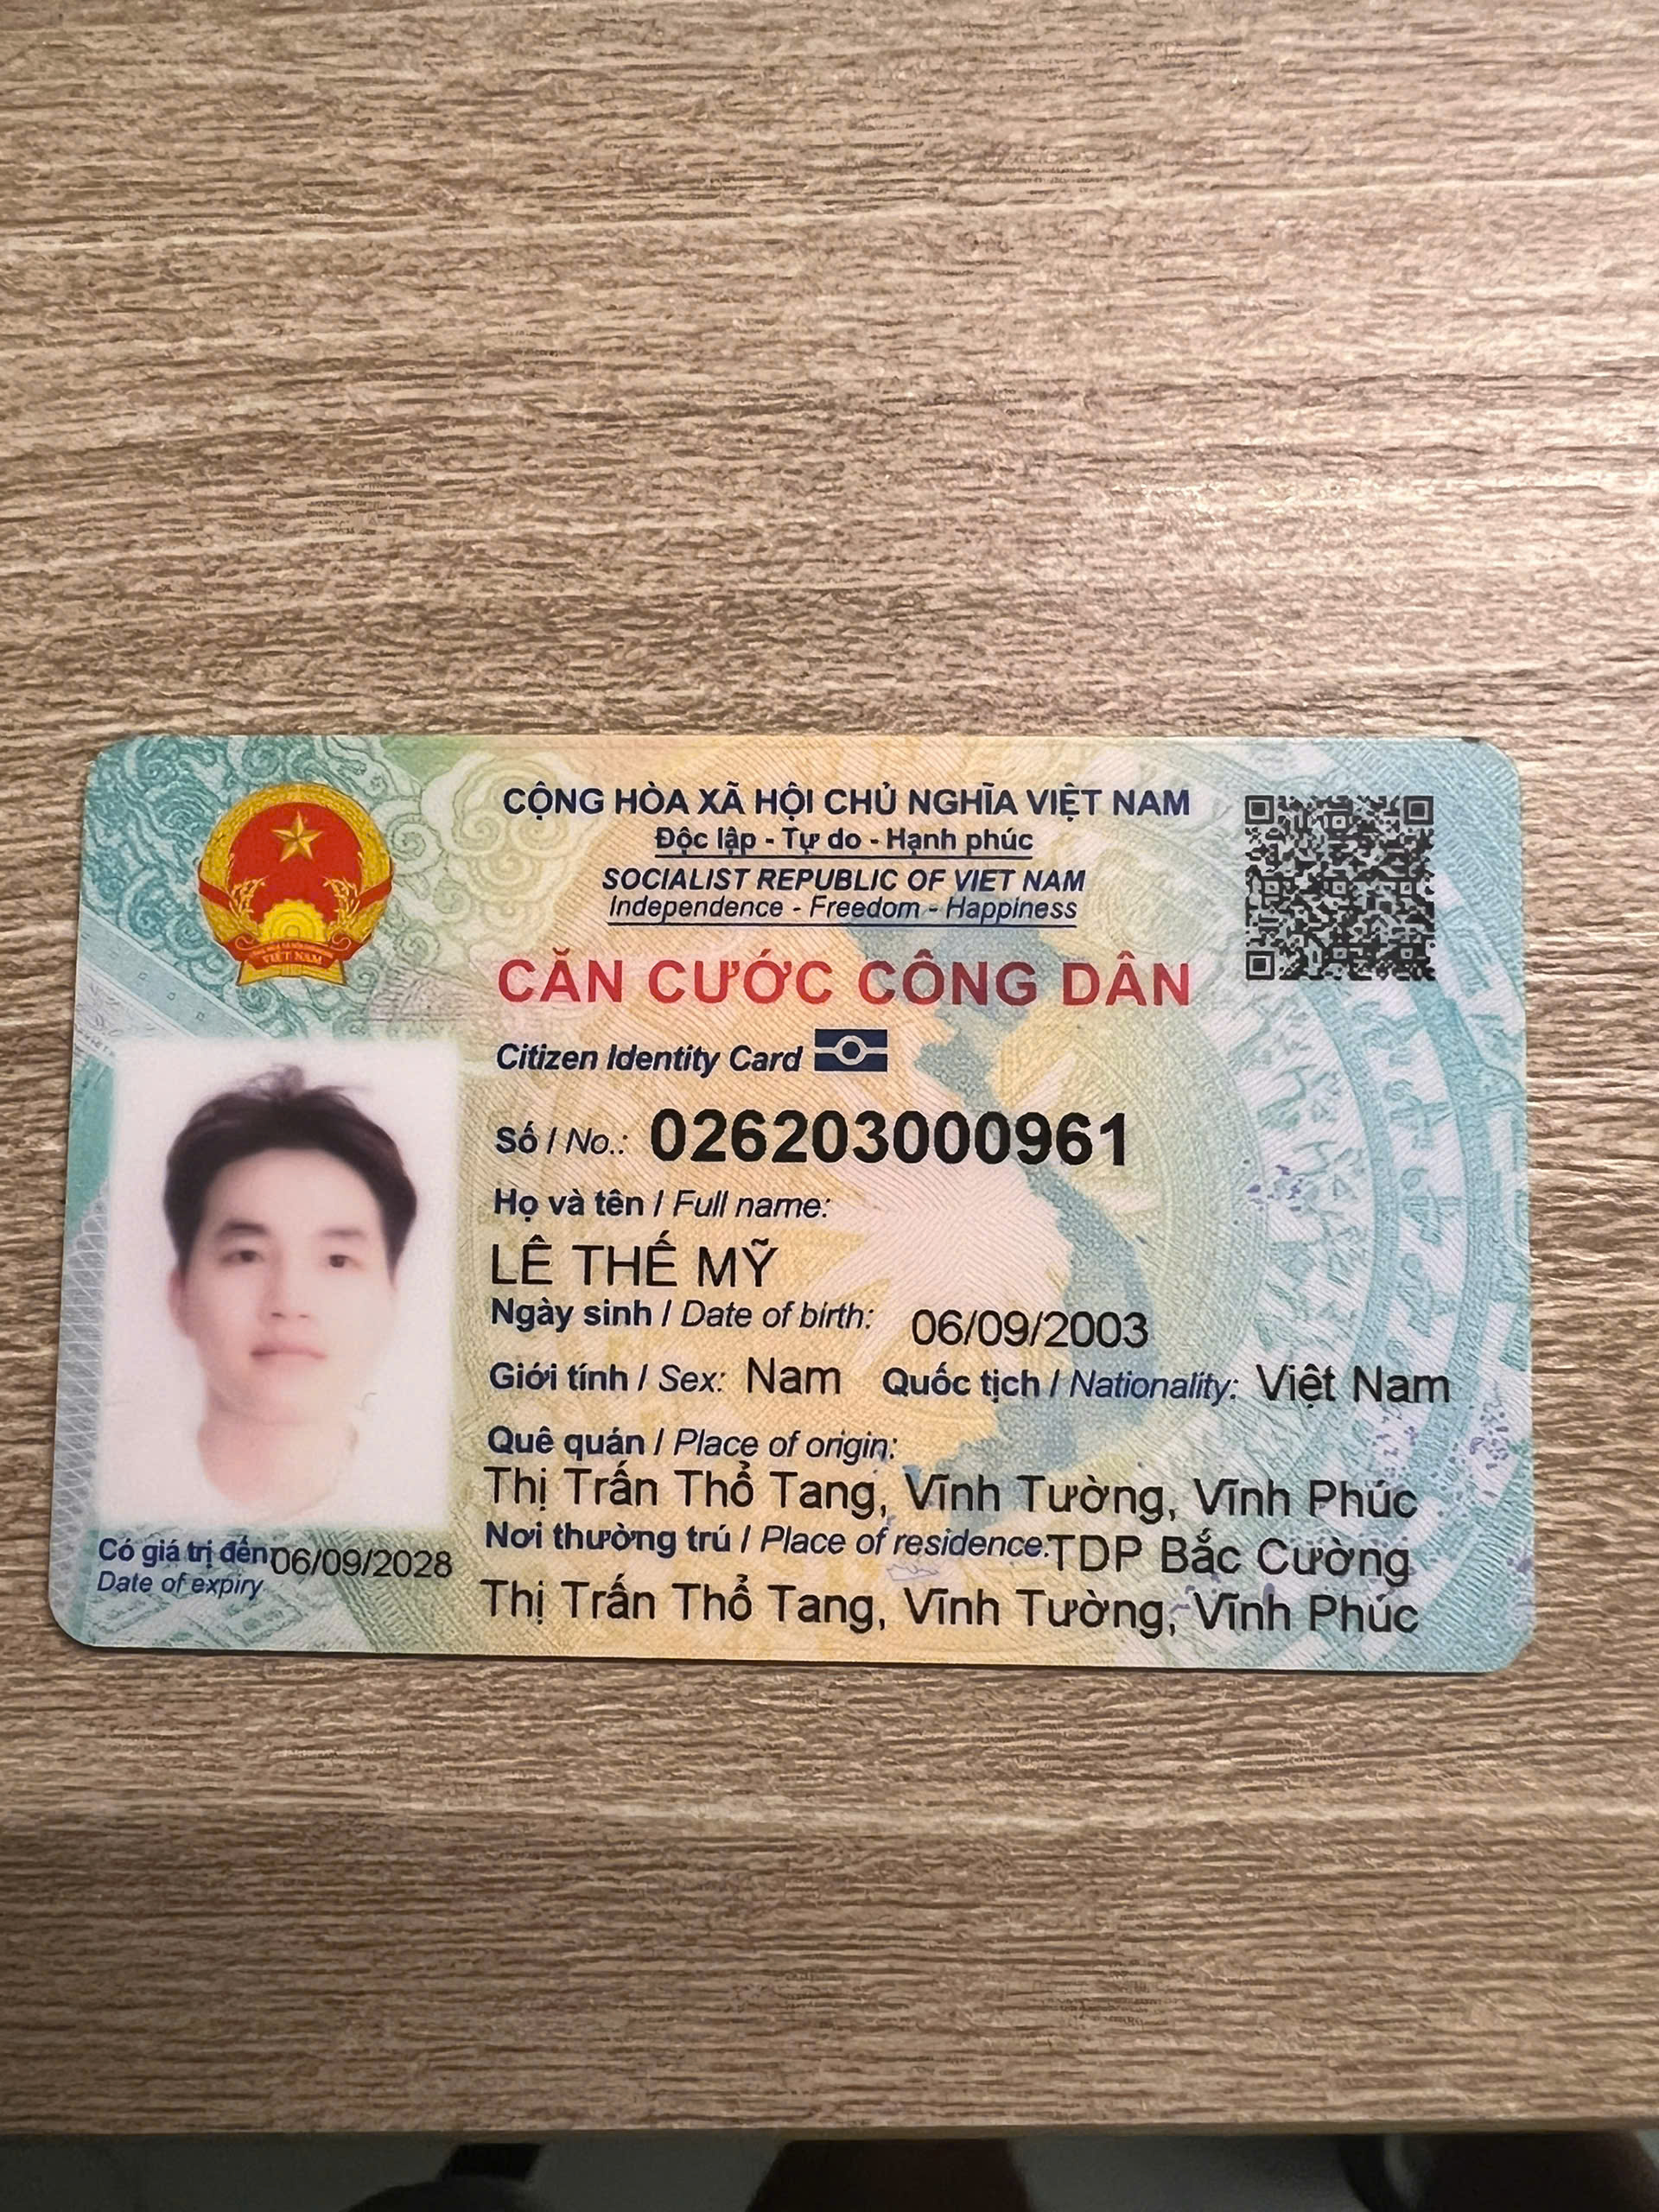 CỘNG HÒA XÃ HỘI CHỦ NGHĨA VIỆT NAM
Độc lập - Tự do - Hạnh phúc
SOCIALIST REPUBLIC OF VIET NAM
Independence - Freedom - Happiness
CĂN CƯỚC CÔNG DÂN
Citizen Identity Card
Số / No.: 026203000961
Họ và tên / Full name:
LÊ THẾ MỸ
Ngày sinh / Date of birth: 06/09/2003
Giới tính / Sex: Nam Quốc tịch / Nationality: Việt Nam
Quê quán / Place of origin:
Thị Trấn Thổ Tang, Vĩnh Tường, Vĩnh Phúc
Nơi thường trú / Place of residence: TDP Bắc Cường
Thị Trấn Thổ Tang, Vĩnh Tường, Vĩnh Phúc
Có giá trị đến: 06/09/2028
Date of expiry
VIỆT NAM